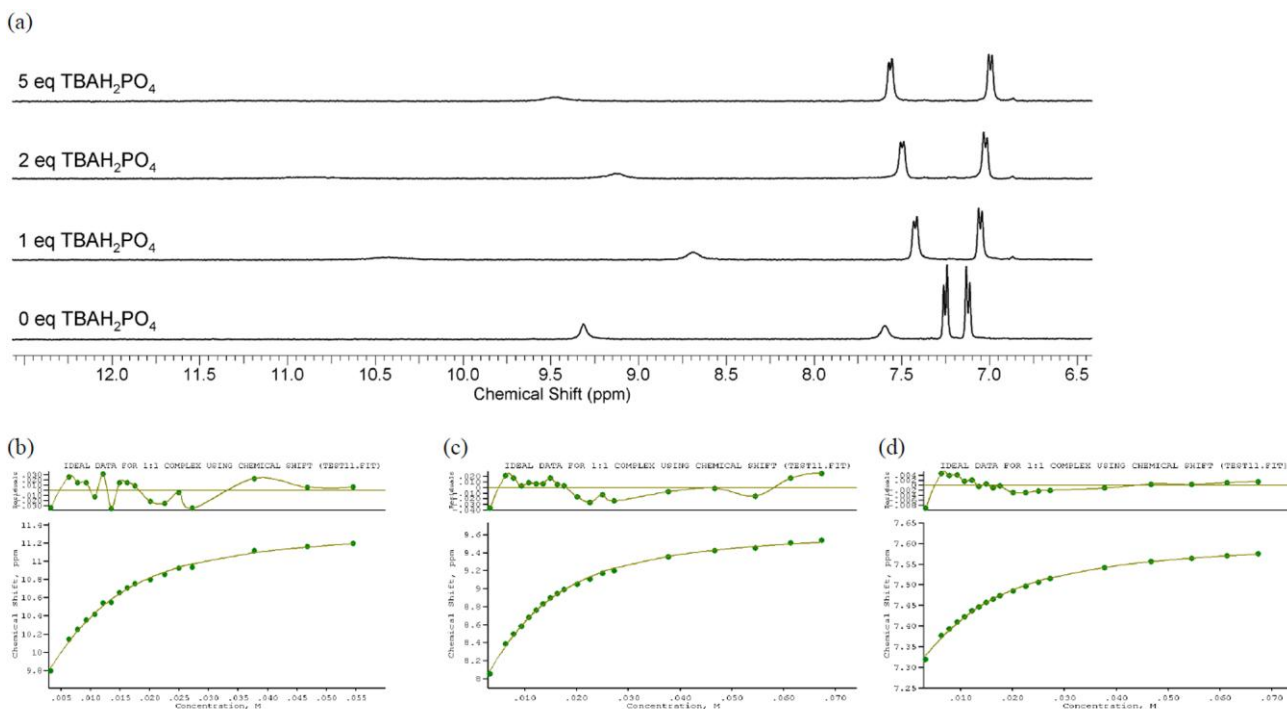 (a)
5 eq TBAH₂PO₄
2 eq TBAH₂PO₄
1 eq TBAH₂PO₄
0 eq TBAH₂PO₄
12.0 11.5 11.0 10.5 10.0 9.5 9.0 8.5 8.0 7.5 7.0 6.5
Chemical Shift (ppm)
(b)
IDEAL DATA FOR 1:1 COMPLEX USING CHEMICAL SHIFT (TEST11.FIT)
Residuals
11.4
11.2
11.0
10.8
10.6
10.4
10.2
10.0
9.8
Chemical Shift, ppm
.005 .010 .015 .020 .025 .030 .035 .040 .045 .050 .055
Concentration, M
(c)
IDEAL DATA FOR 1:1 COMPLEX USING CHEMICAL SHIFT (TEST11.FIT)
Residuals
9.6
9.4
9.2
9.0
8.8
8.6
8.4
8.2
8
Chemical Shift, ppm
.010 .020 .030 .040 .050 .060 .070
Concentration, M
(d)
IDEAL DATA FOR 1:1 COMPLEX USING CHEMICAL SHIFT (TEST11.FIT)
Residuals
7.65
7.60
7.55
7.50
7.45
7.40
7.35
7.30
7.25
Chemical Shift, ppm
.010 .020 .030 .040 .050 .060 .070
Concentration, M